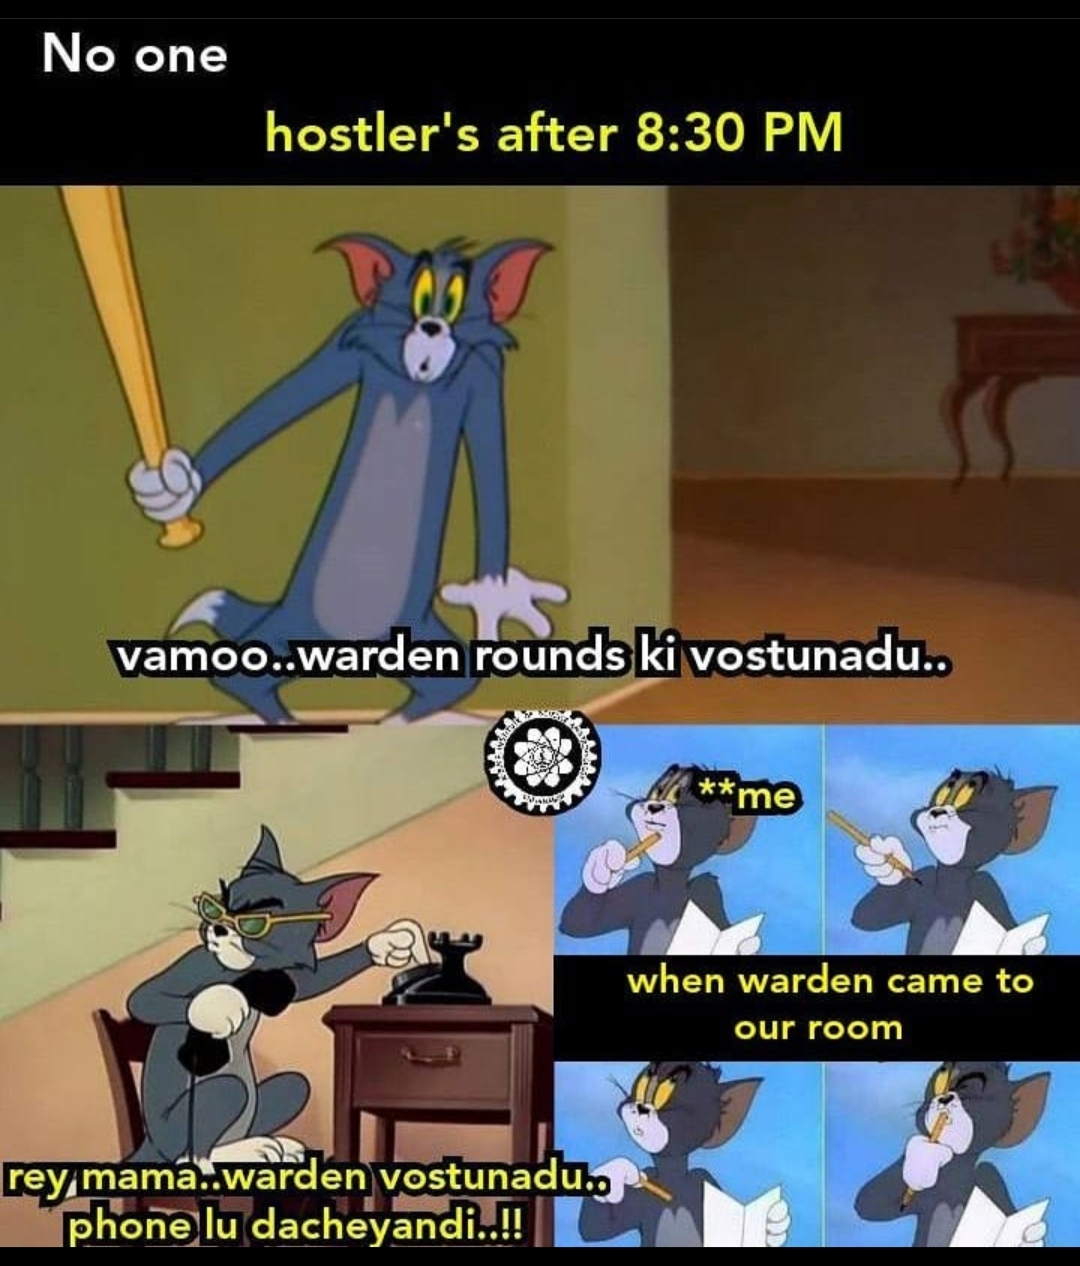 No one
hostler's after 8:30 PM
vamoo..warden rounds ki vostunadu..
**me
when warden came to
our room
rey mama..warden vostunadu..
phone lu dacheyandi..!!